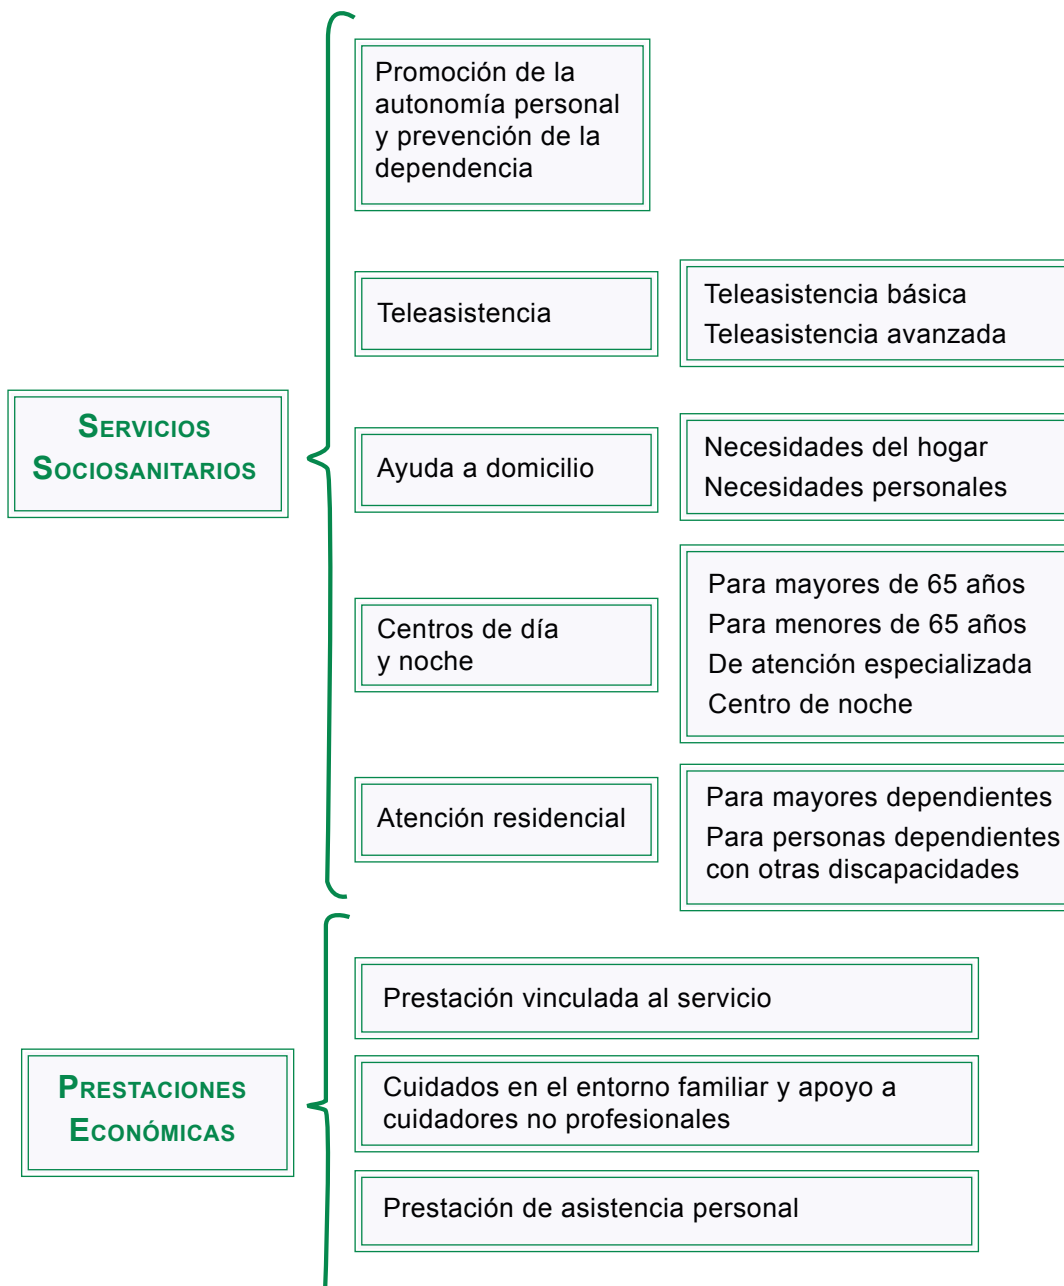 Promoción de la
autonomía personal
y prevención de la
dependencia
Teleasistencia
Teleasistencia básica
Teleasistencia avanzada
SERVICIOS
SOCIOSANITARIOS
Ayuda a domicilio
Necesidades del hogar
Necesidades personales
Centros de día
y noche
Para mayores de 65 años
Para menores de 65 años
De atención especializada
Centro de noche
Atención residencial
Para mayores dependientes
Para personas dependientes
con otras discapacidades
PRESTACIONES
ECONÓMICAS
Prestación vinculada al servicio
Cuidados en el entorno familiar y apoyo a
cuidadores no profesionales
Prestación de asistencia personal